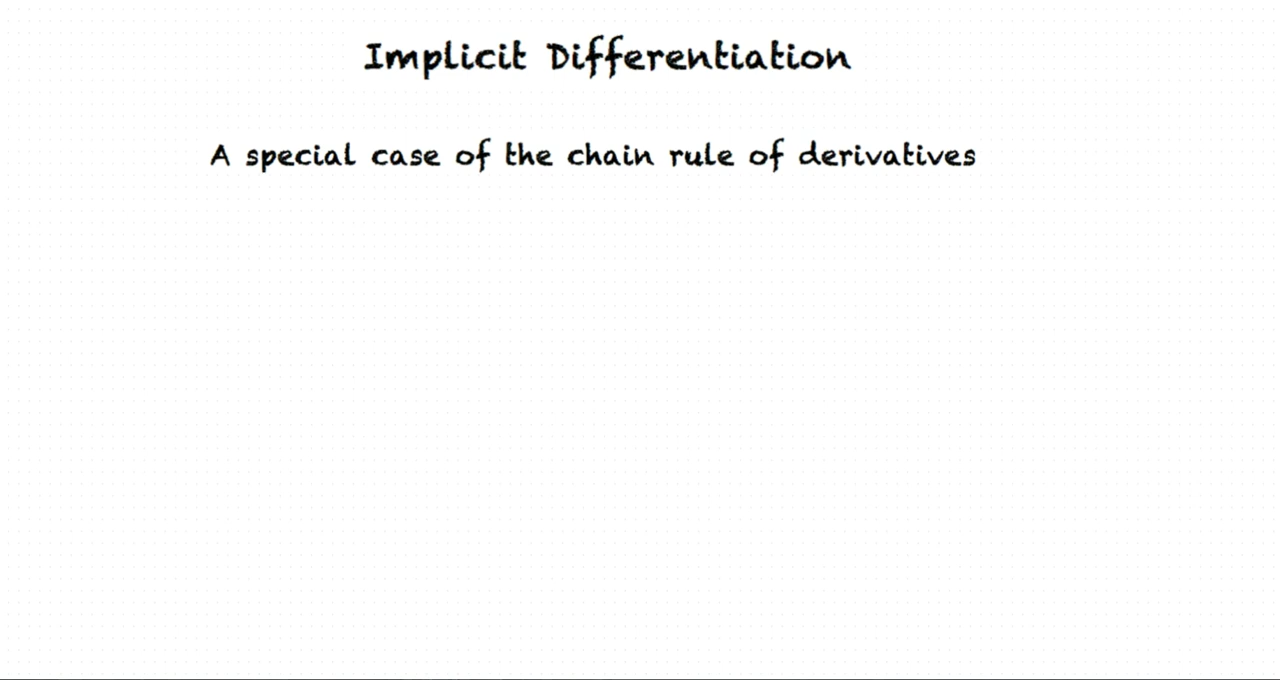 Implicit Differentiation
A special case of the chain rule of derivatives